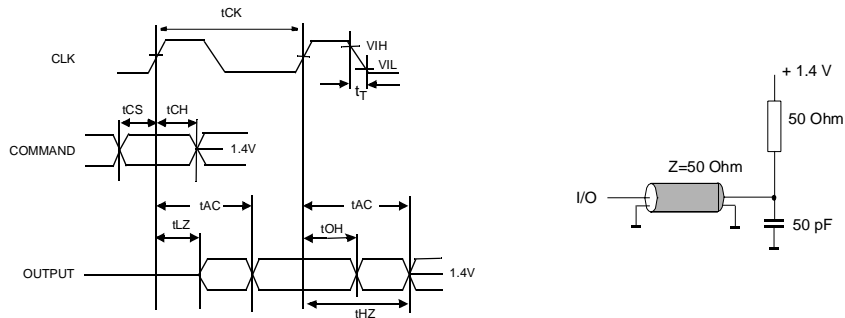 tCK
CLK
VIH
VIL
tT
tCS
tCH
COMMAND
1.4V
tAC
tAC
tLZ
tOH
OUTPUT
1.4V
tHZ
+ 1.4 V
50 Ohm
Z=50 Ohm
I/O
50 pF